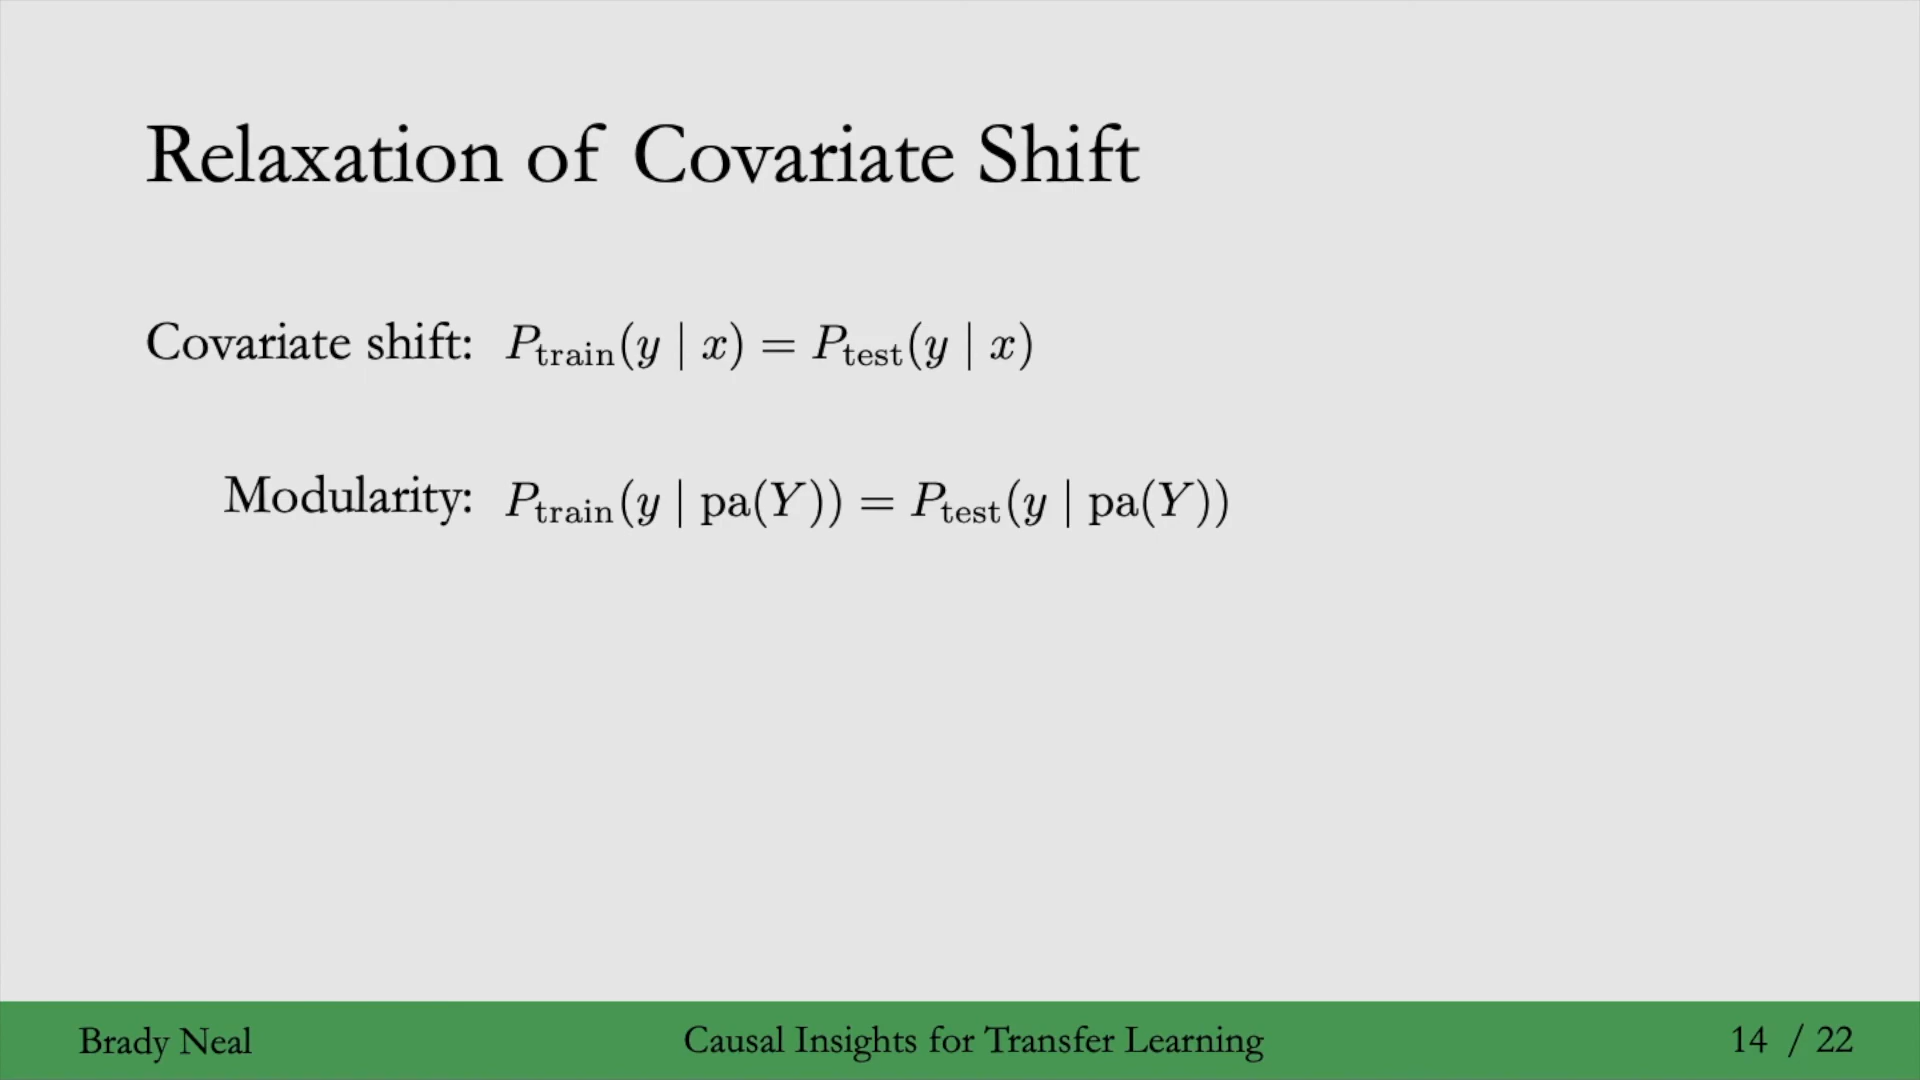 Relaxation of Covariate Shift
Covariate shift: P_train(y | x) = P_test(y | x)
Modularity: P_train(y | pa(Y)) = P_test(y | pa(Y))
Brady Neal
Causal Insights for Transfer Learning
14 / 22